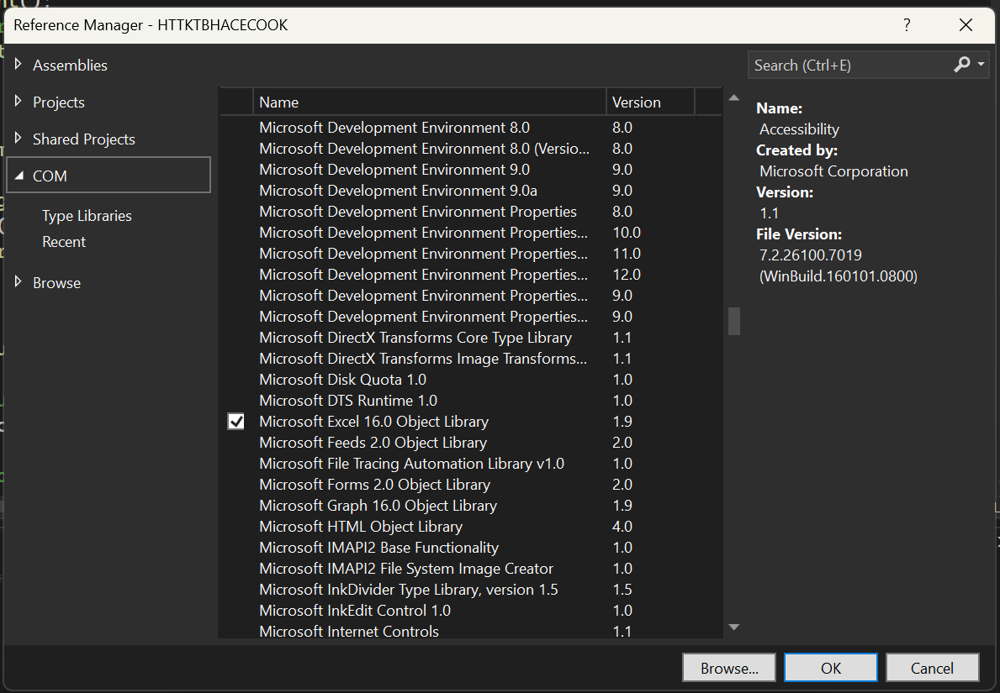 Reference Manager - HTTKTBHACECOOK
?
Assemblies
Projects
Shared Projects
COM
Type Libraries
Recent
Browse
Search (Ctrl+E)
Name Version
Microsoft Development Environment 8.0 8.0
Microsoft Development Environment 8.0 (Versio... 8.0
Microsoft Development Environment 9.0 9.0
Microsoft Development Environment 9.0a 9.0
Microsoft Development Environment Properties 8.0
Microsoft Development Environment Properties... 10.0
Microsoft Development Environment Properties... 11.0
Microsoft Development Environment Properties... 12.0
Microsoft Development Environment Properties... 9.0
Microsoft Development Environment Properties... 9.0
Microsoft DirectX Transforms Core Type Library 1.1
Microsoft DirectX Transforms Image Transforms... 1.1
Microsoft Disk Quota 1.0 1.0
Microsoft DTS Runtime 1.0 1.0
Microsoft Excel 16.0 Object Library 1.9
Microsoft Feeds 2.0 Object Library 2.0
Microsoft File Tracing Automation Library v1.0 1.0
Microsoft Forms 2.0 Object Library 2.0
Microsoft Graph 16.0 Object Library 1.9
Microsoft HTML Object Library 4.0
Microsoft IMAPI2 Base Functionality 1.0
Microsoft IMAPI2 File System Image Creator 1.0
Microsoft InkDivider Type Library, version 1.5 1.5
Microsoft InkEdit Control 1.0 1.0
Microsoft Internet Controls 1.1
Name:
Accessibility
Created by:
Microsoft Corporation
Version:
1.1
File Version:
7.2.26100.7019
(WinBuild.160101.0800)
Browse... OK Cancel